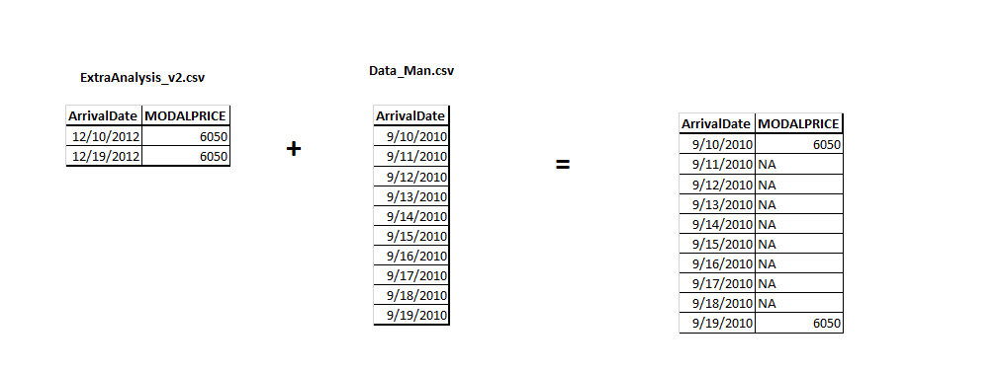 ExtraAnalysis_v2.csv
ArrivalDate MODALPRICE
12/10/2012 6050
12/19/2012 6050
+
Data_Man.csv
ArrivalDate
9/10/2010
9/11/2010
9/12/2010
9/13/2010
9/14/2010
9/15/2010
9/16/2010
9/17/2010
9/18/2010
9/19/2010
=
ArrivalDate MODALPRICE
9/10/2010 6050
9/11/2010 NA
9/12/2010 NA
9/13/2010 NA
9/14/2010 NA
9/15/2010 NA
9/16/2010 NA
9/17/2010 NA
9/18/2010 NA
9/19/2010 6050